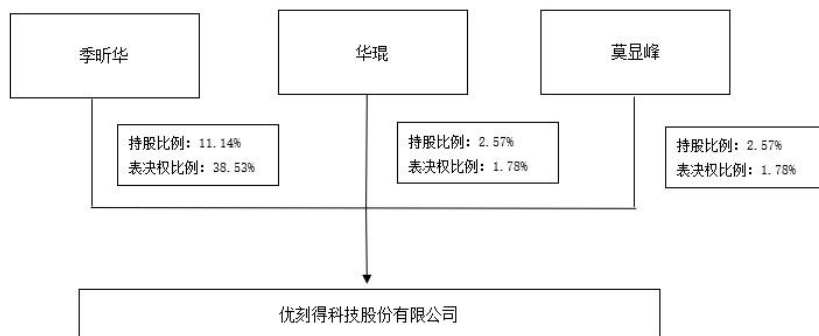 季昕华
华琨
莫显峰
持股比例：11.14%
表决权比例：38.53%
持股比例：2.57%
表决权比例：1.78%
持股比例：2.57%
表决权比例：1.78%
优刻得科技股份有限公司